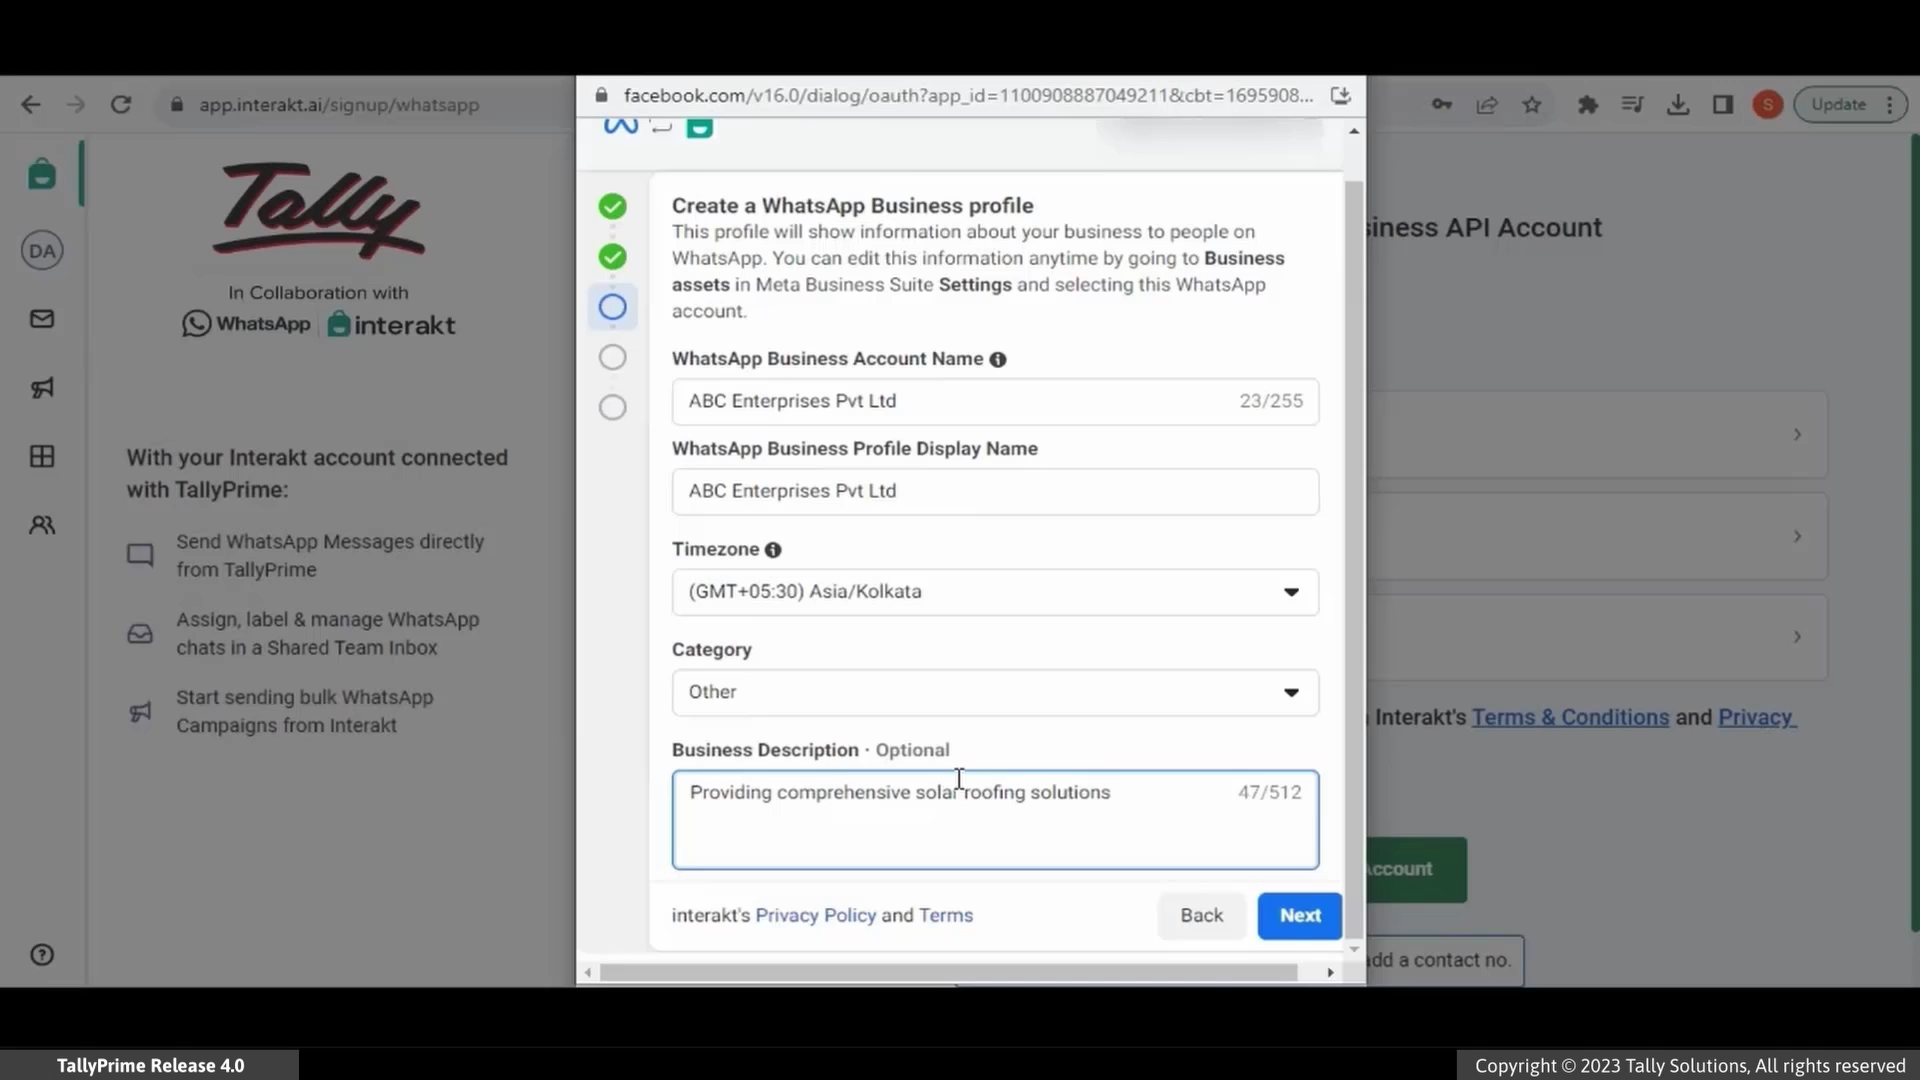 app.interakt.ai/signup/whatsapp
facebook.com/v16.0/dialog/oauth?app_id=1100908887049211&cbt=1695908...
S
Update
DA
Tally
In Collaboration with
WhatsApp interakt
With your Interakt account connected
with TallyPrime:
Send WhatsApp Messages directly
from TallyPrime
Assign, label & manage WhatsApp
chats in a Shared Team Inbox
Start sending bulk WhatsApp
Campaigns from Interakt
Create a WhatsApp Business profile
This profile will show information about your business to people on
WhatsApp. You can edit this information anytime by going to Business
assets in Meta Business Suite Settings and selecting this WhatsApp
account.
WhatsApp Business Account Name
ABC Enterprises Pvt Ltd 23/255
WhatsApp Business Profile Display Name
ABC Enterprises Pvt Ltd
Timezone
(GMT+05:30) Asia/Kolkata
Category
Other
Business Description · Optional
Providing comprehensive solar roofing solutions 47/512
interakt's Privacy Policy and Terms
Back
Next
siness API Account
Interakt's Terms & Conditions and Privacy
Account
add a contact no.
TallyPrime Release 4.0
Copyright © 2023 Tally Solutions, All rights reserved